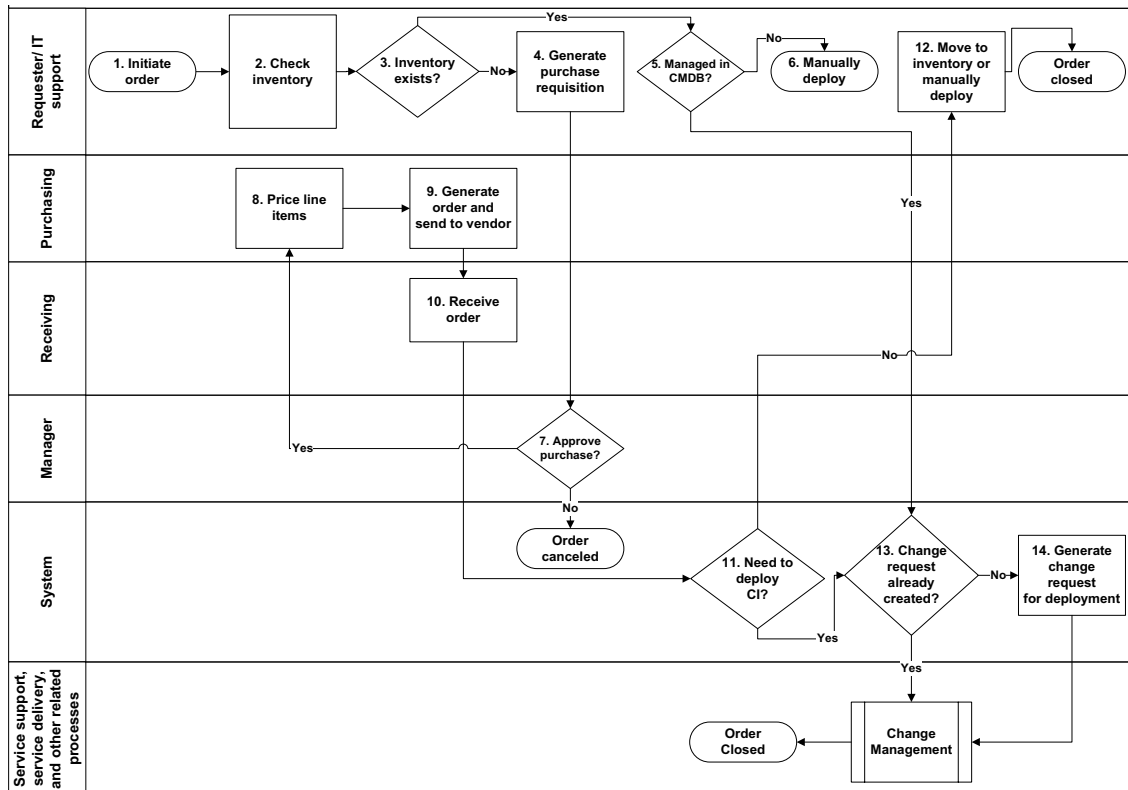 Requester/ IT
support
1. Initiate
order
2. Check
inventory
3. Inventory
exists?
Yes
No
4. Generate
purchase
requisition
5. Managed in
CMDB?
No
6. Manually
deploy
12. Move to
inventory or
manually
deploy
Order
closed
Purchasing
8. Price line
items
9. Generate
order and
send to vendor
Yes
Receiving
10. Receive
order
No
Manager
Yes
7. Approve
purchase?
No
System
Order
canceled
11. Need to
deploy
CI?
Yes
13. Change
request
already
created?
No
14. Generate
change
request
for deployment
Yes
Service support,
service delivery,
and other related
processes
Order
Closed
Change
Management